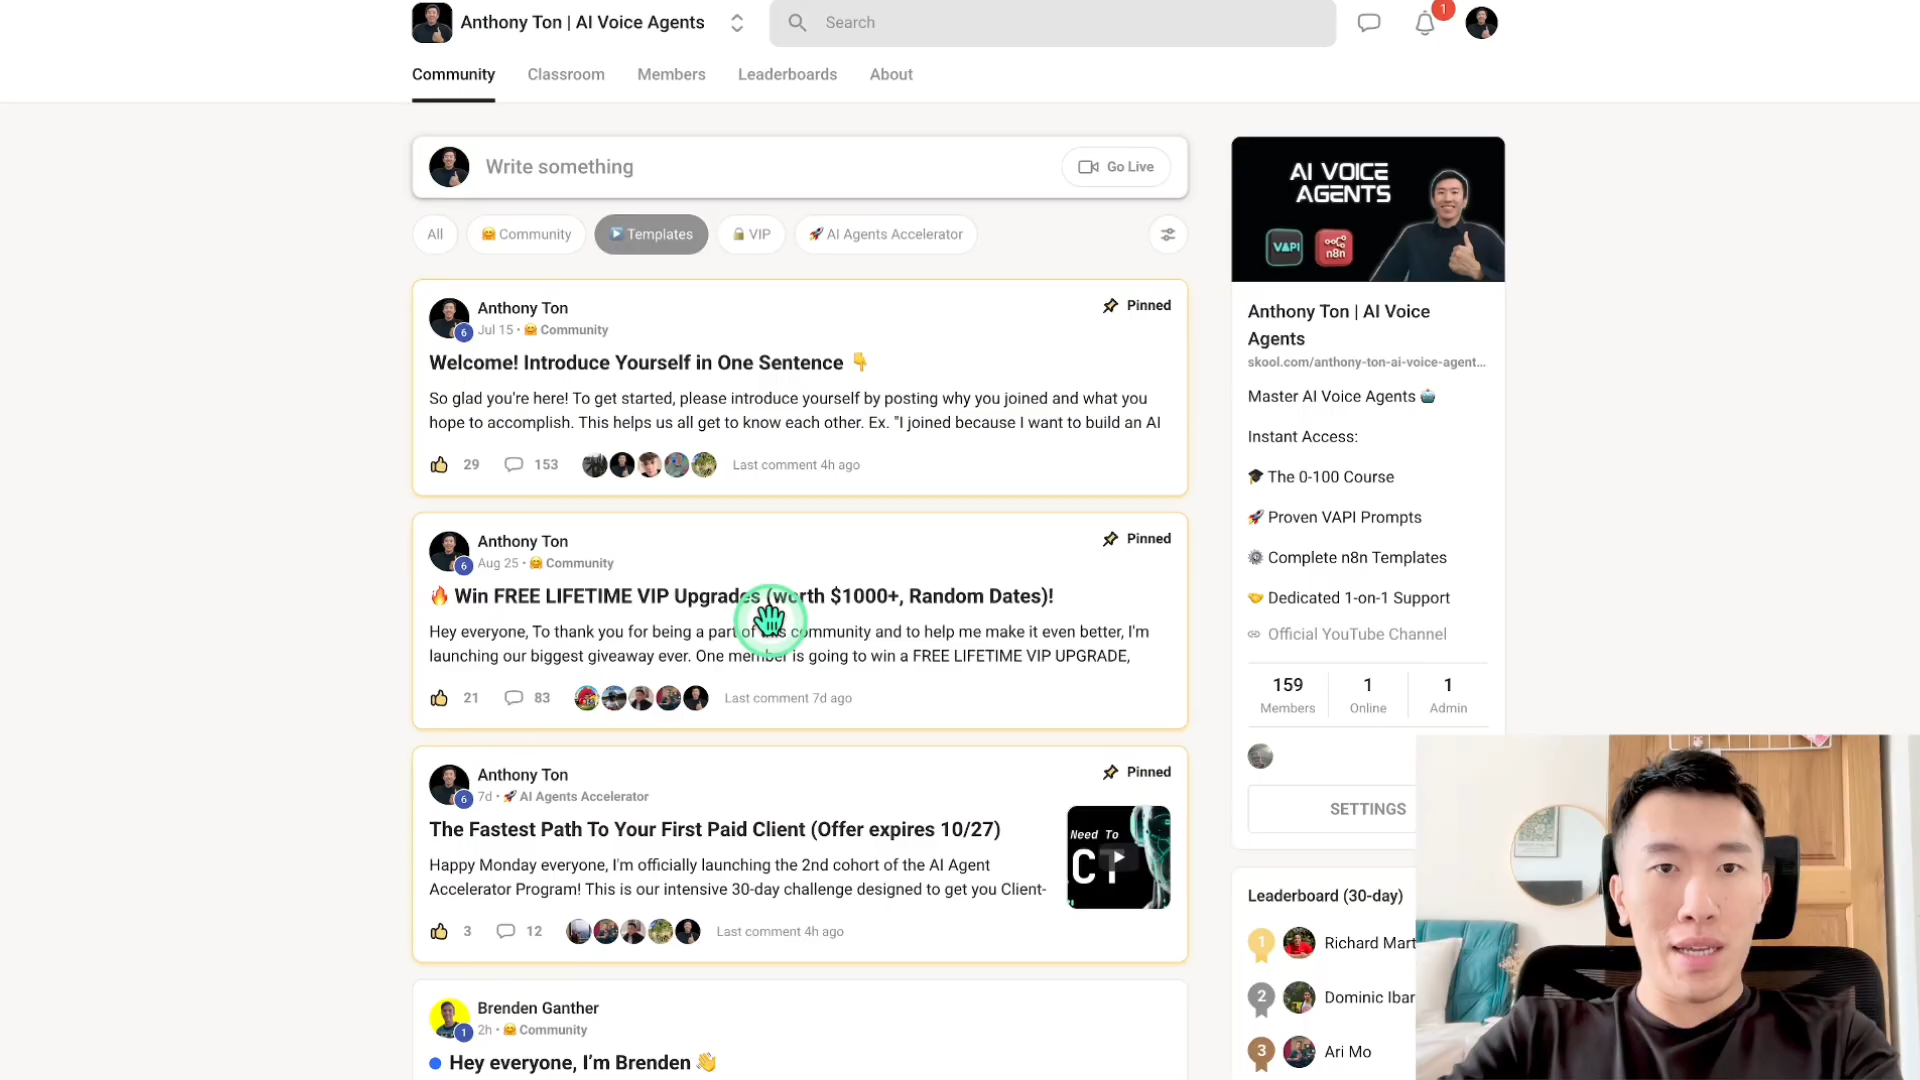 Anthony Ton | AI Voice Agents
Search
1
Community Classroom Members Leaderboards About
Write something
Go Live
All Community Templates VIP AI Agents Accelerator
Anthony Ton
Pinned
6
Jul 15 • Community
Welcome! Introduce Yourself in One Sentence
So glad you're here! To get started, please introduce yourself by posting why you joined and what you
hope to accomplish. This helps us all get to know each other. Ex. "I joined because I want to build an AI
29 153 Last comment 4h ago
Anthony Ton
Pinned
6
Aug 25 • Community
Win FREE LIFETIME VIP Upgrades (worth $1000+, Random Dates)!
Hey everyone, To thank you for being a part of this community and to help me make it even better, I'm
launching our biggest giveaway ever. One member is going to win a FREE LIFETIME VIP UPGRADE,
21 83 Last comment 7d ago
Anthony Ton
Pinned
6
7d • AI Agents Accelerator
The Fastest Path To Your First Paid Client (Offer expires 10/27)
Happy Monday everyone, I'm officially launching the 2nd cohort of the AI Agent
Accelerator Program! This is our intensive 30-day challenge designed to get you Client-
Need To
CT
3 12 Last comment 4h ago
Brenden Ganther
1
2h • Community
Hey everyone, I'm Brenden
AI VOICE
AGENTS
VAPI
n8n
Anthony Ton | AI Voice
Agents
skool.com/anthony-ton-ai-voice-agent...
Master AI Voice Agents
Instant Access:
The 0-100 Course
Proven VAPI Prompts
Complete n8n Templates
Dedicated 1-on-1 Support
Official YouTube Channel
159 1 1
Members Online Admin
SETTINGS
Leaderboard (30-day)
1 Richard Mart
2 Dominic Ibar
3 Ari Mo